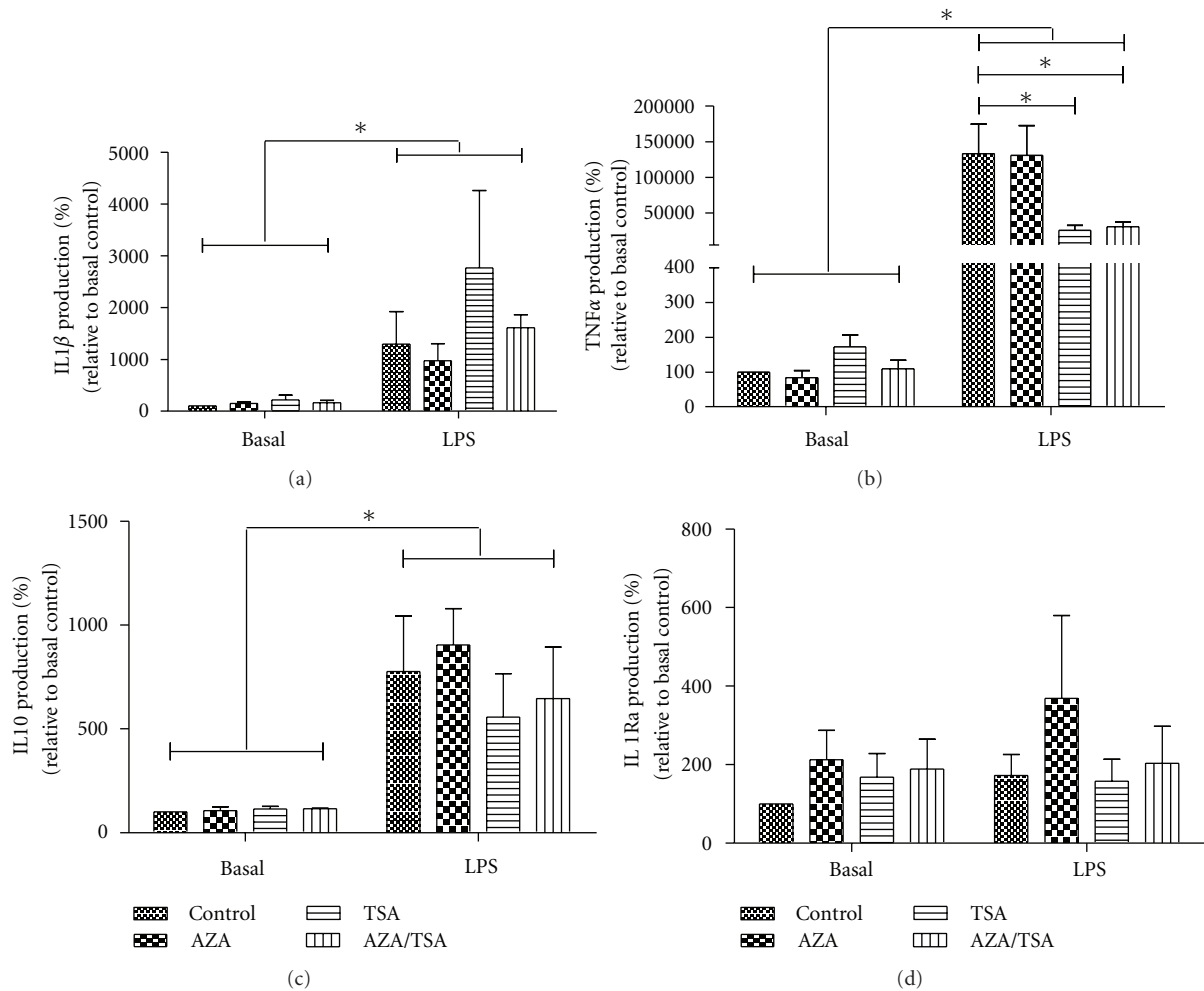 5000
4000
3000
2000
1000
0
IL1β production (%)
(relative to basal control)
*
Basal
LPS
(a)
200000
150000
100000
50000
400
300
200
100
0
TNFα production (%)
(relative to basal control)
*
*
*
Basal
LPS
(b)
1500
1000
500
0
IL10 production (%)
(relative to basal control)
*
Basal
LPS
Control
TSA
AZA
AZA/TSA
(c)
800
600
400
200
0
IL 1Ra production (%)
(relative to basal control)
Basal
LPS
Control
TSA
AZA
AZA/TSA
(d)